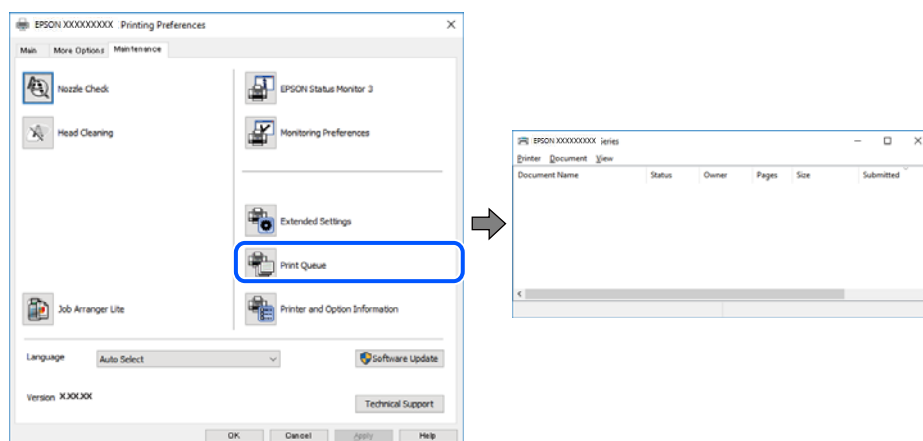 EPSON XXXXXXXXX Printing Preferences
Main More Options Maintenance
Nozzle Check
EPSON Status Monitor 3
Head Cleaning
Monitoring Preferences
Extended Settings
Print Queue
Job Arranger Lite
Printer and Option Information
Language Auto Select
Software Update
Version X.XX.XX
Technical Support
OK Cancel Apply Help
EPSON XXXXXXXXX ieries
Printer Document View
Document Name Status Owner Pages Size Submitted